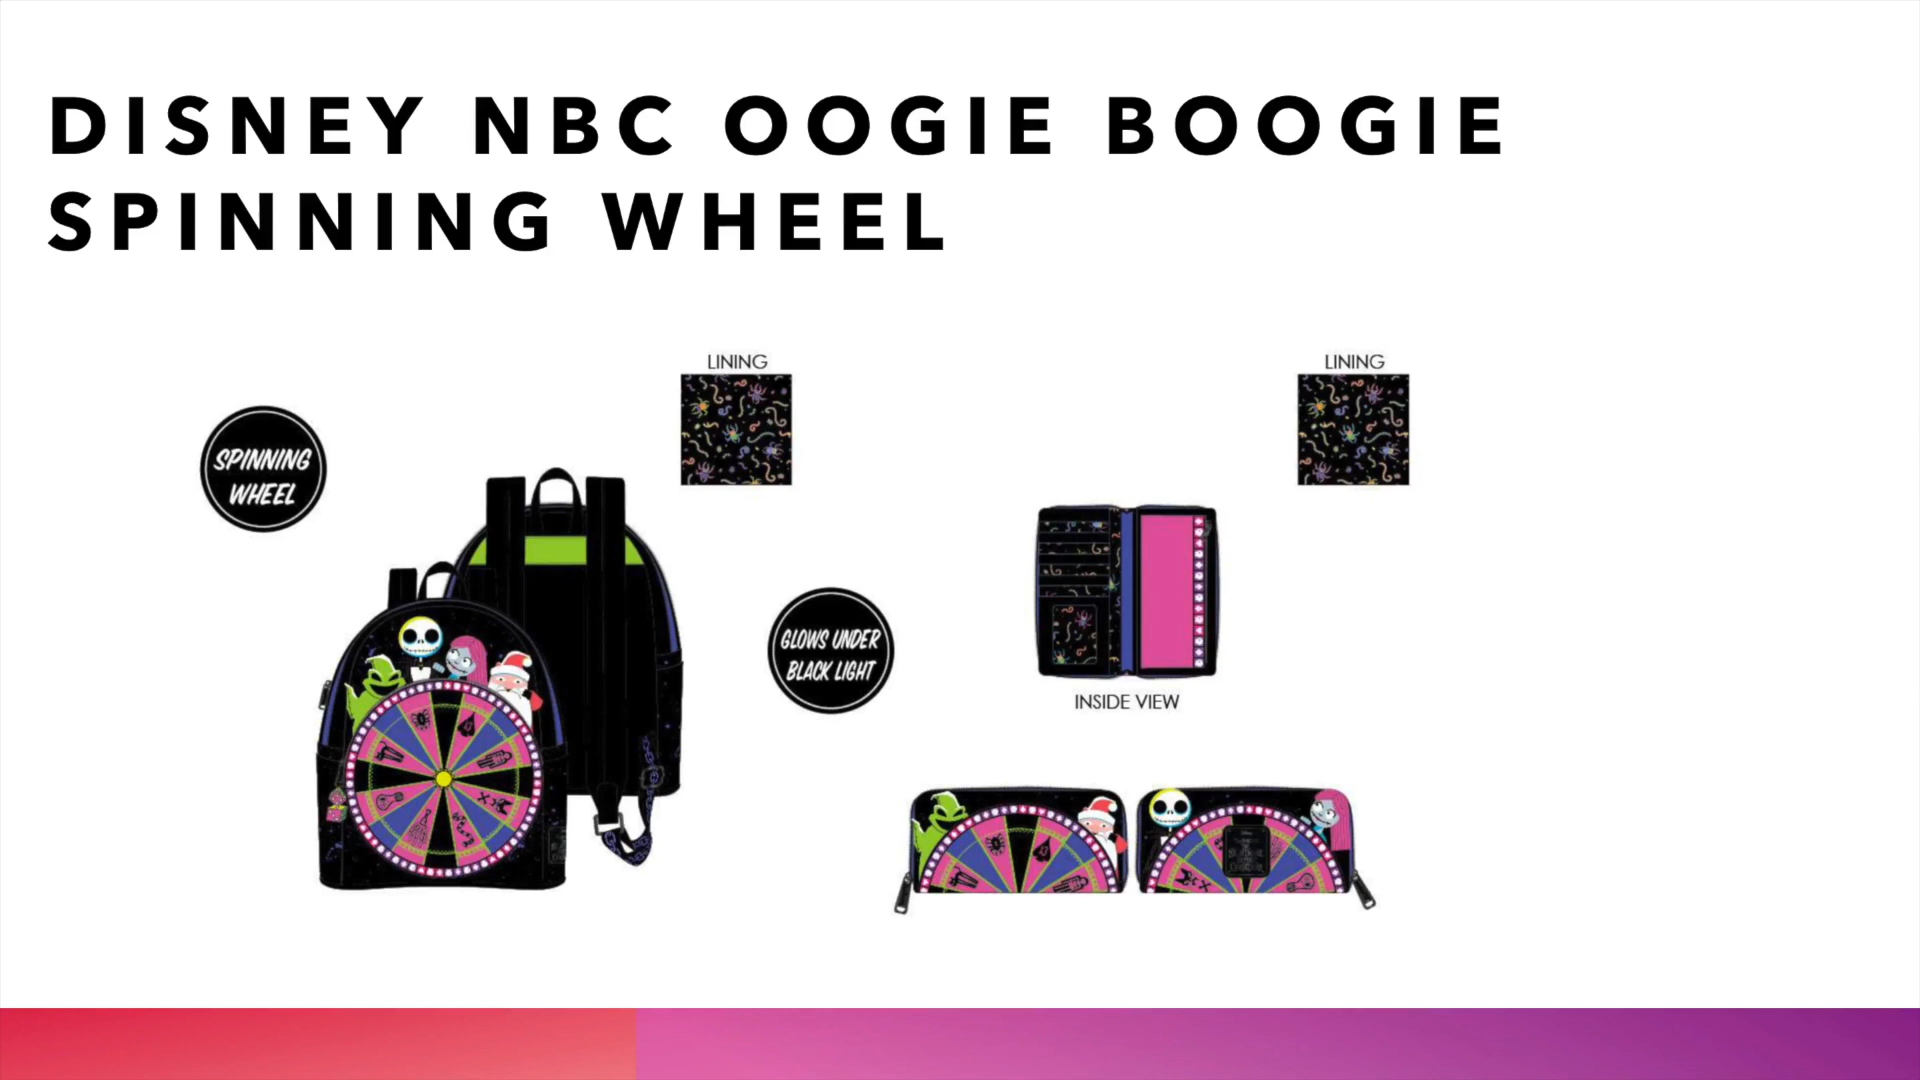 DISNEY NBC OOGIE BOOGIE
SPINNING WHEEL
LINING
LINING
SPINNING
WHEEL
GLOWS UNDER
BLACK LIGHT
INSIDE VIEW